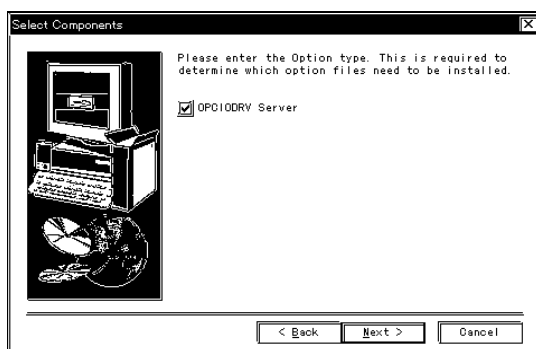 Select Components
Please enter the Option type. This is required to
determine which option files need to be installed.
OPCIODRV Server
< Back
Next >
Cancel